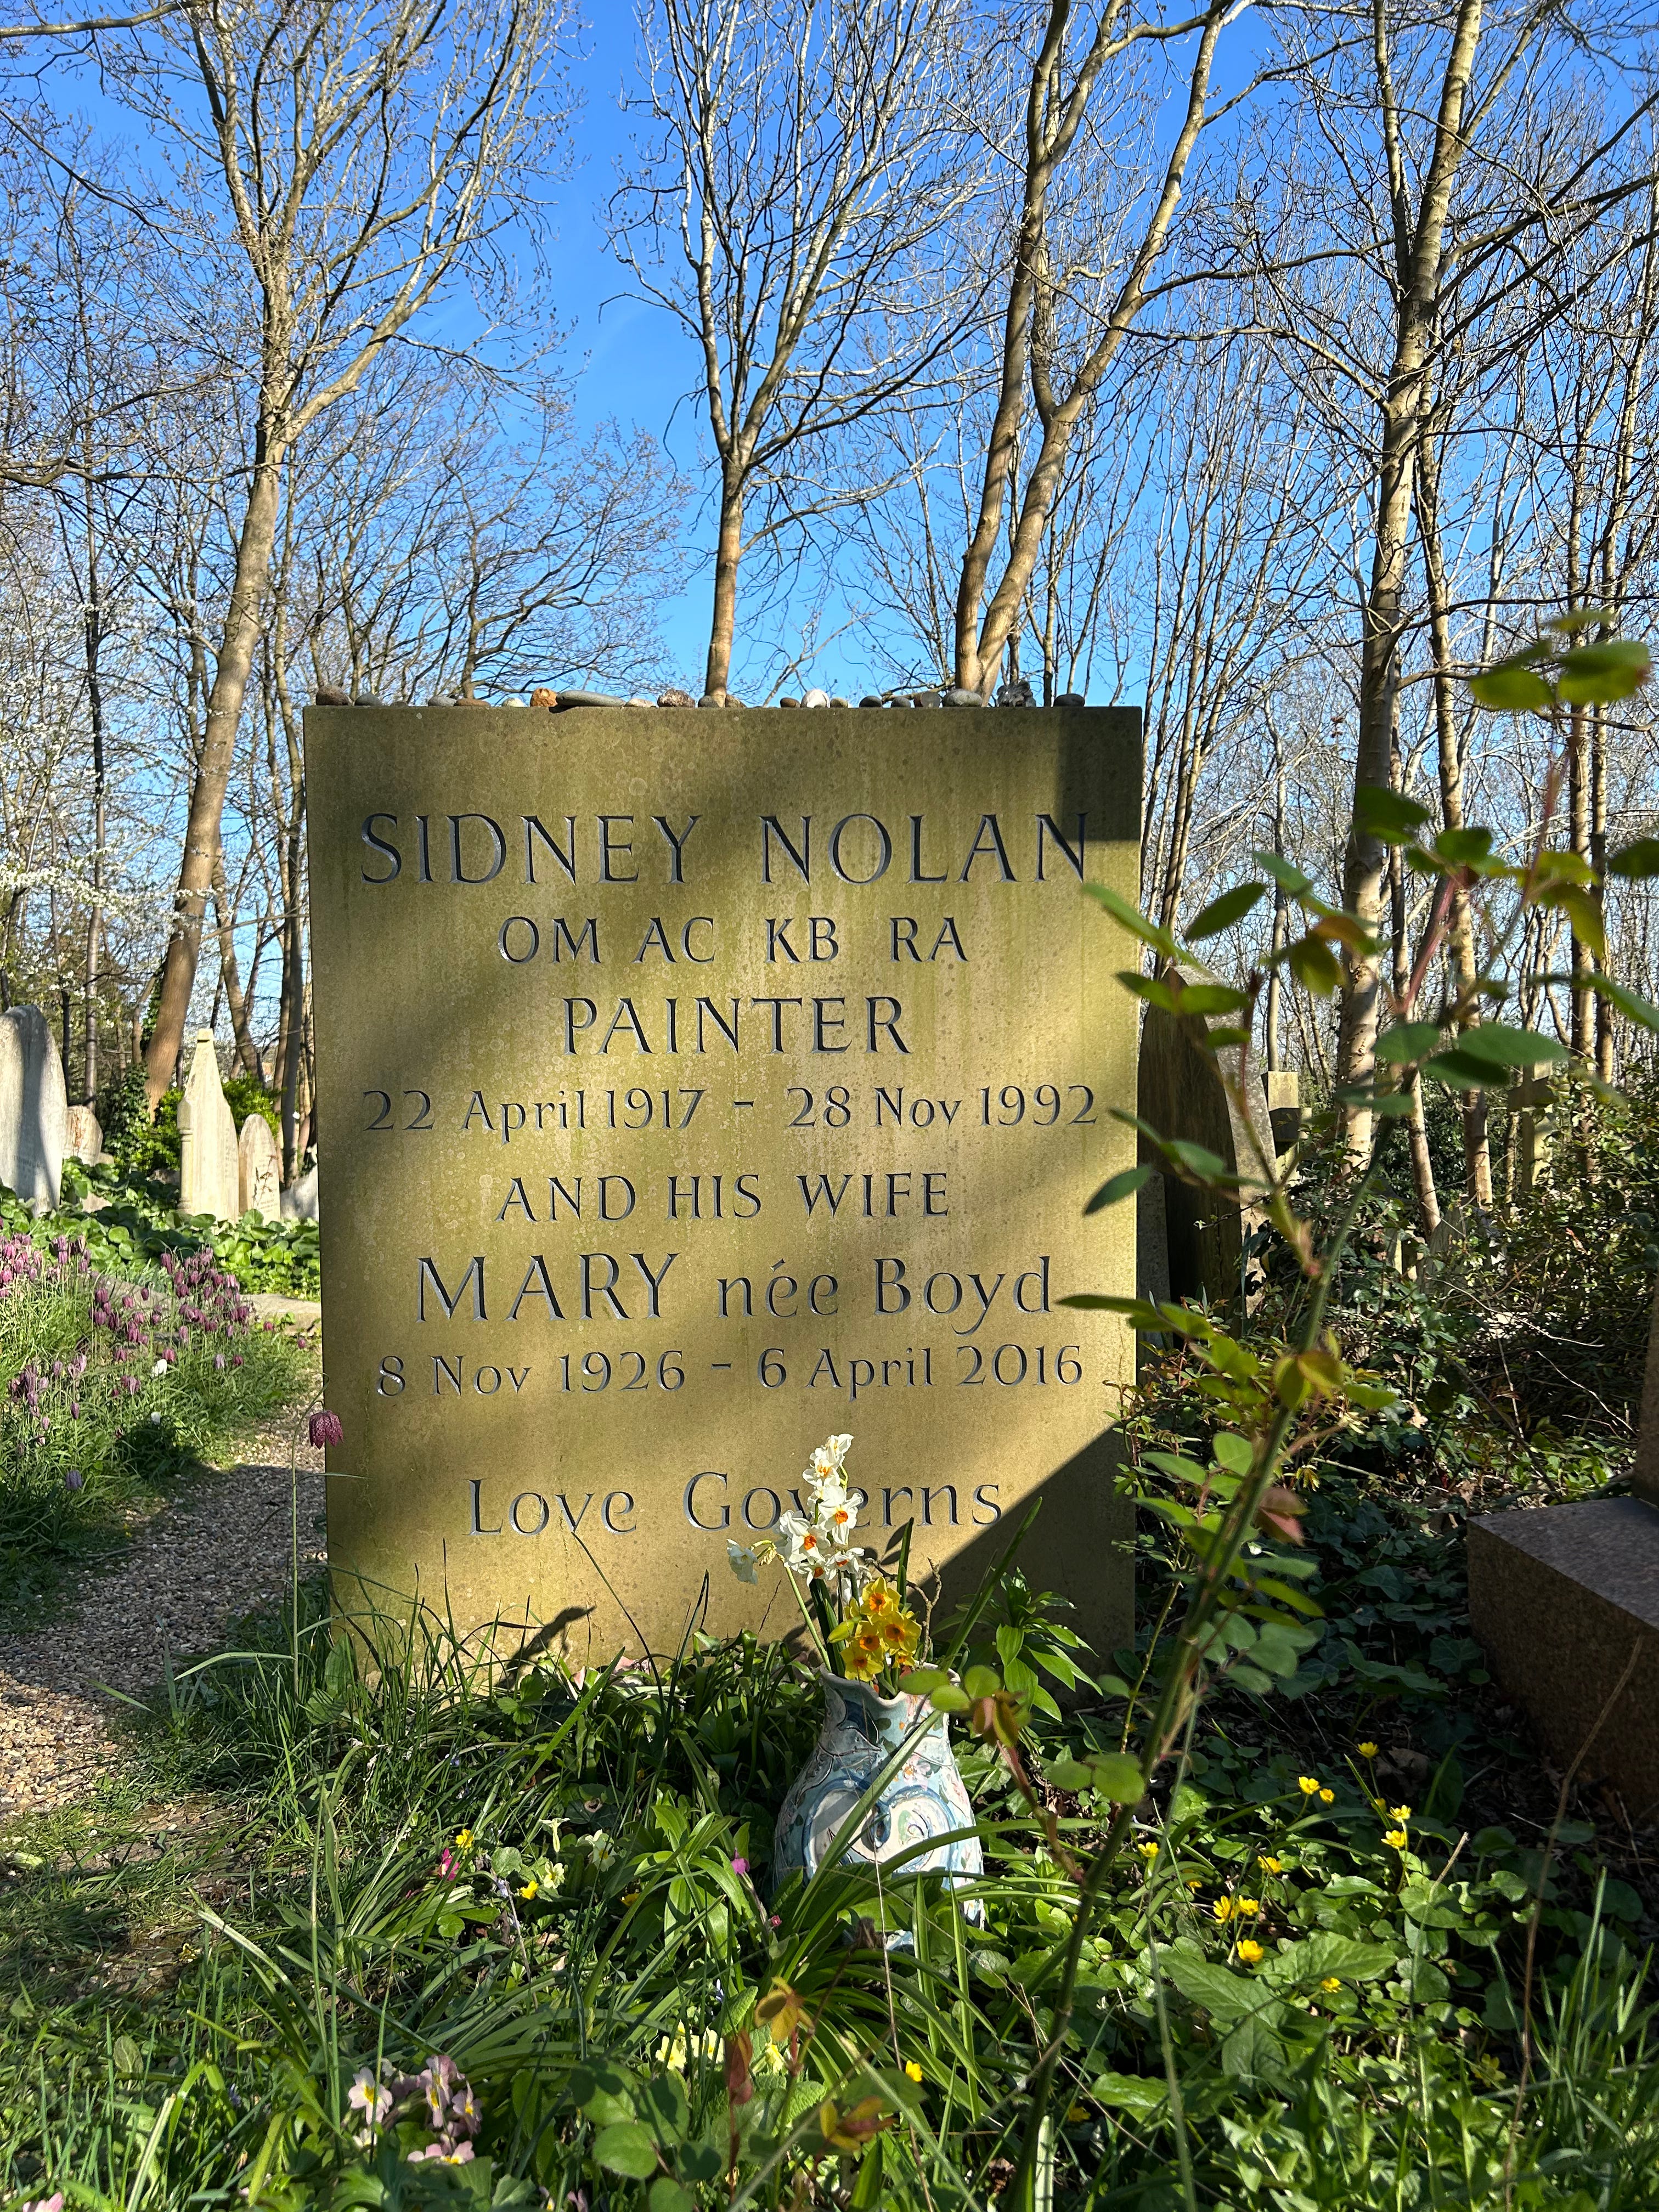 SIDNEY NOLAN
OM AC KB RA
PAINTER
22 April 1917 - 28 Nov 1992
AND HIS WIFE
MARY née Boyd
8 Nov 1926 - 6 April 2016
Love Governs